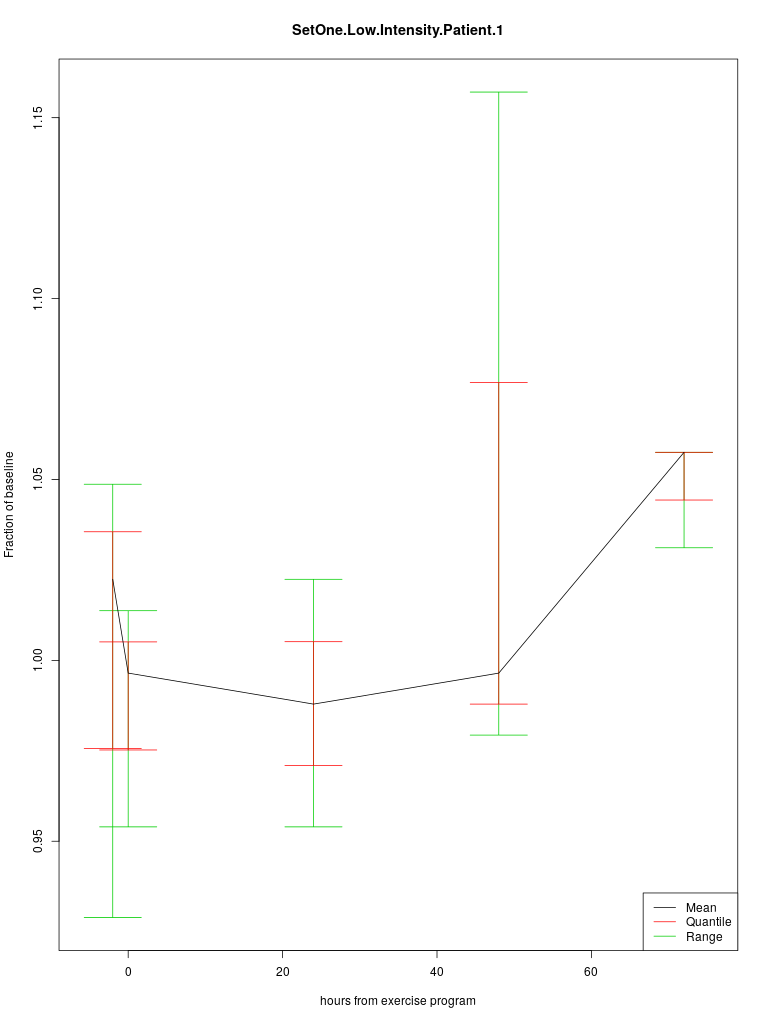 SetOne.Low.Intensity.Patient.1
Fraction of baseline
1.15
1.10
1.05
1.00
0.95
0
20
40
60
hours from exercise program
Mean
Quantile
Range